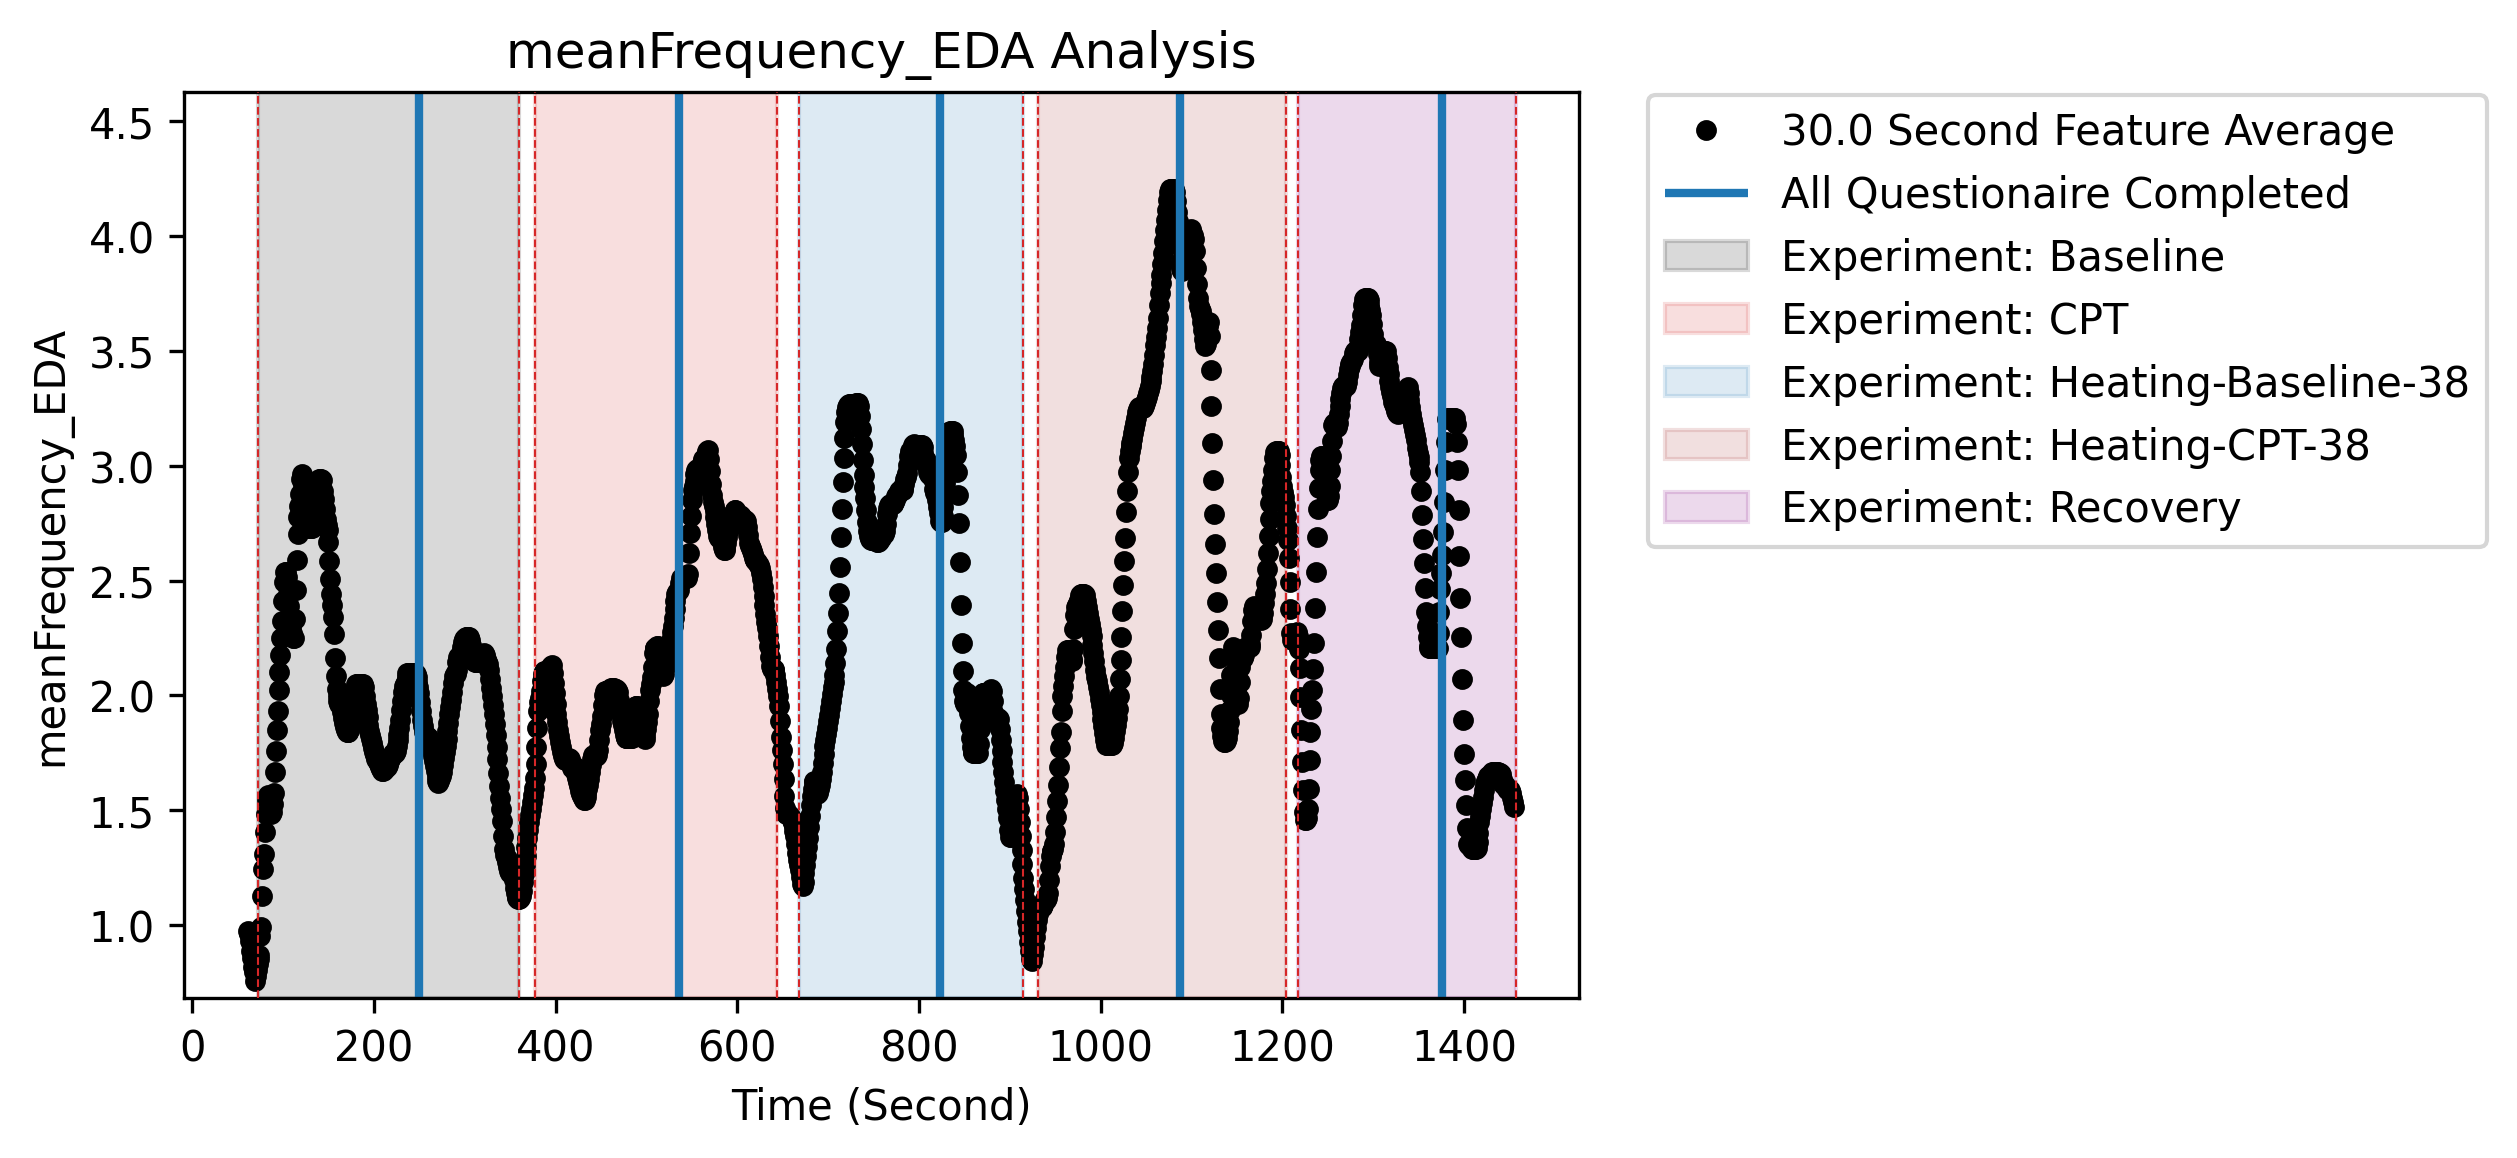 meanFrequency_EDA Analysis
meanFrequency_EDA
4.5
4.0
3.5
3.0
2.5
2.0
1.5
1.0
0 200 400 600 800 1000 1200 1400
Time (Second)
30.0 Second Feature Average
All Questionaire Completed
Experiment: Baseline
Experiment: CPT
Experiment: Heating-Baseline-38
Experiment: Heating-CPT-38
Experiment: Recovery